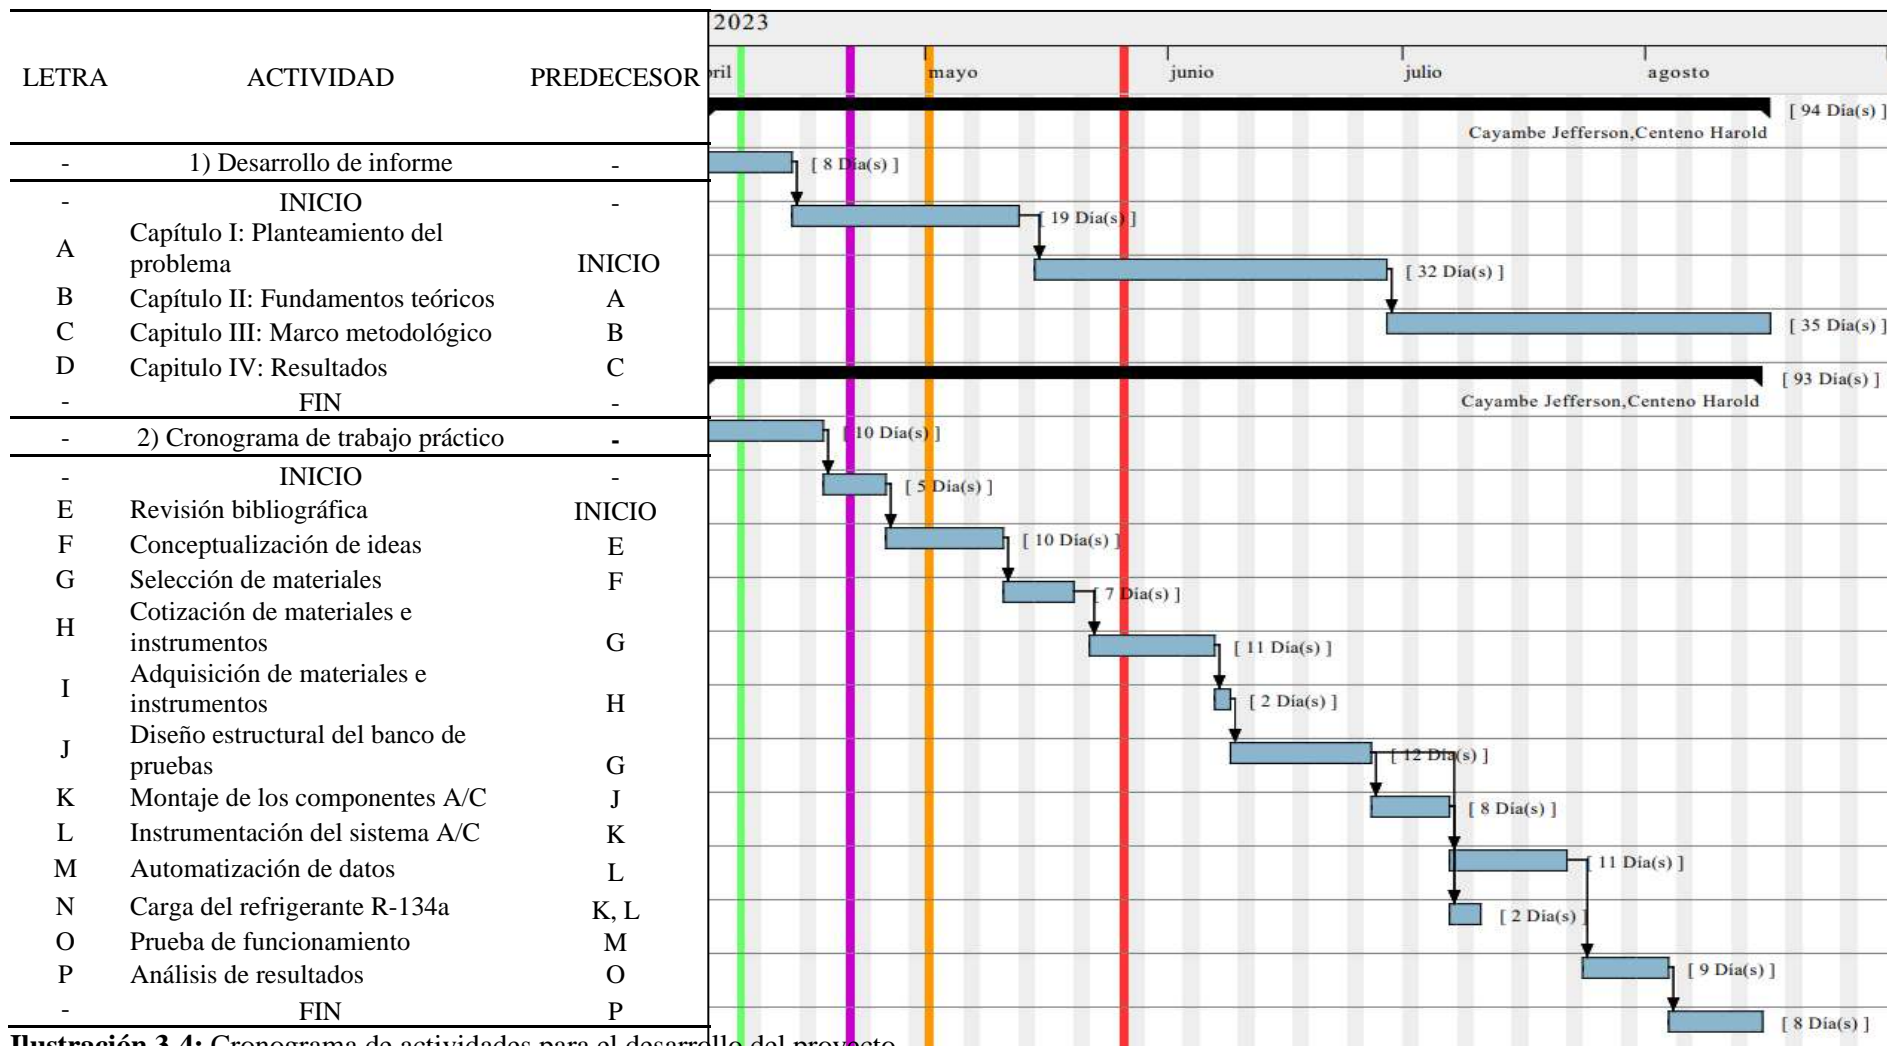 LETRA ACTIVIDAD PREDECESOR
- 1) Desarrollo de informe -
- INICIO -
A Capítulo I: Planteamiento del problema INICIO
B Capítulo II: Fundamentos teóricos A
C Capitulo III: Marco metodológico B
D Capitulo IV: Resultados C
- FIN -
- 2) Cronograma de trabajo práctico -
- INICIO -
E Revisión bibliográfica INICIO
F Conceptualización de ideas E
G Selección de materiales F
H Cotización de materiales e instrumentos G
I Adquisición de materiales e instrumentos H
J Diseño estructural del banco de pruebas G
K Montaje de los componentes A/C J
L Instrumentación del sistema A/C K
M Automatización de datos L
N Carga del refrigerante R-134a K, L
O Prueba de funcionamiento M
P Análisis de resultados O
- FIN P
2023
ril mayo junio julio agosto
[ 94 Día(s) ]
Cayambe Jefferson,Centeno Harold
[ 8 Día(s) ]
[ 19 Día(s) ]
[ 32 Día(s) ]
[ 35 Día(s) ]
[ 93 Día(s) ]
Cayambe Jefferson,Centeno Harold
[ 10 Día(s) ]
[ 5 Día(s) ]
[ 10 Día(s) ]
[ 7 Día(s) ]
[ 11 Día(s) ]
[ 2 Día(s) ]
[ 12 Día(s) ]
[ 8 Día(s) ]
[ 11 Día(s) ]
[ 2 Día(s) ]
[ 9 Día(s) ]
[ 8 Día(s) ]
Ilustración 3-4: Cronograma de actividades para el desarrollo del proyecto